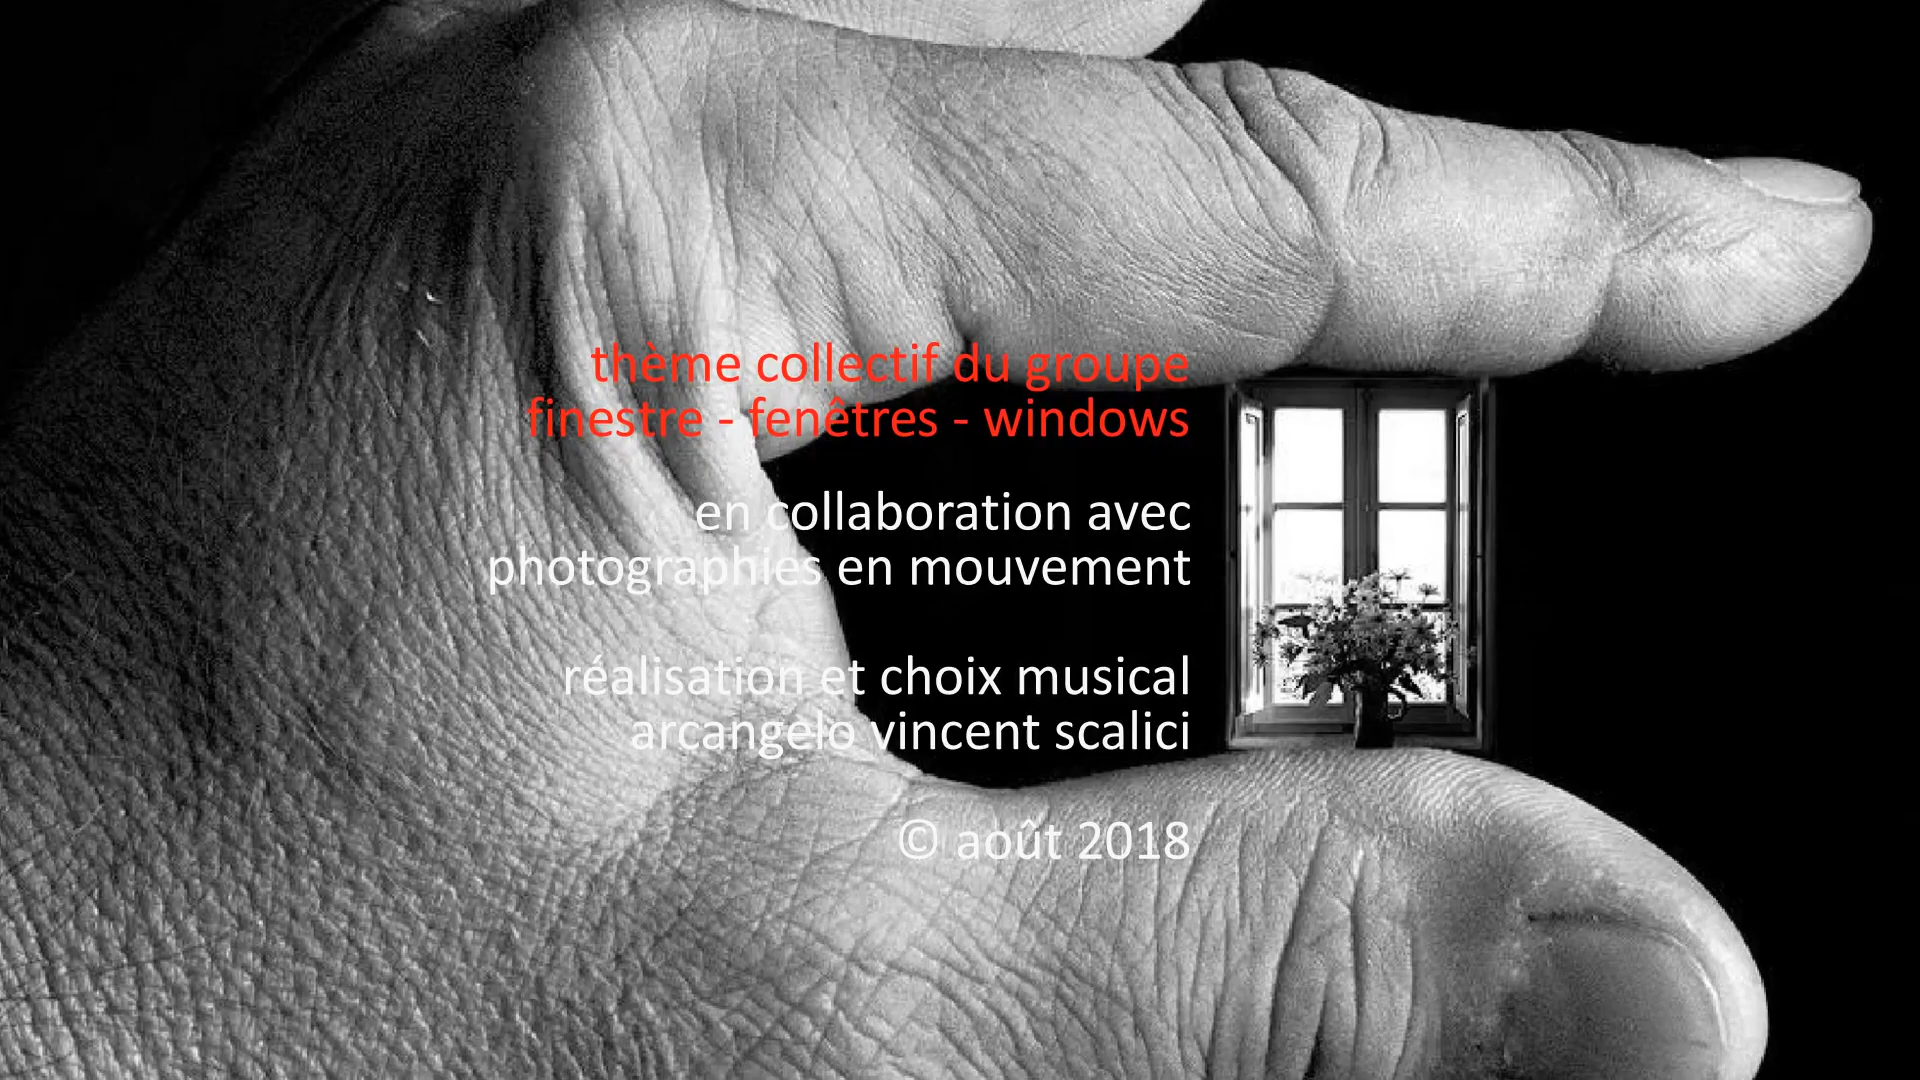 thème collectif du groupe
finestre - fenêtres - windows
en collaboration avec
photographies en mouvement
réalisation et choix musical
arcangelo vincent scalici
© août 2018